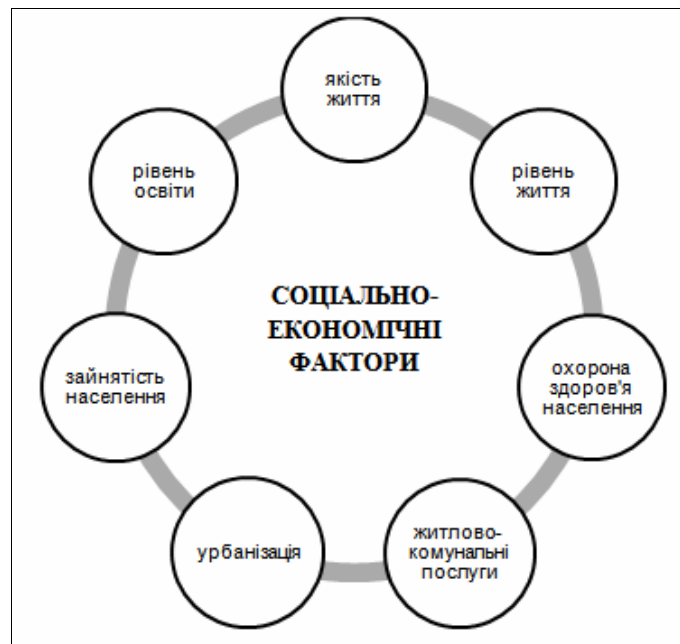 якість
життя
рівень
життя
охорона
здоров'я
населення
житлово-
комунальні
послуги
урбанізація
зайнятість
населення
рівень
освіти
СОЦІАЛЬНО-
ЕКОНОМІЧНІ
ФАКТОРИ